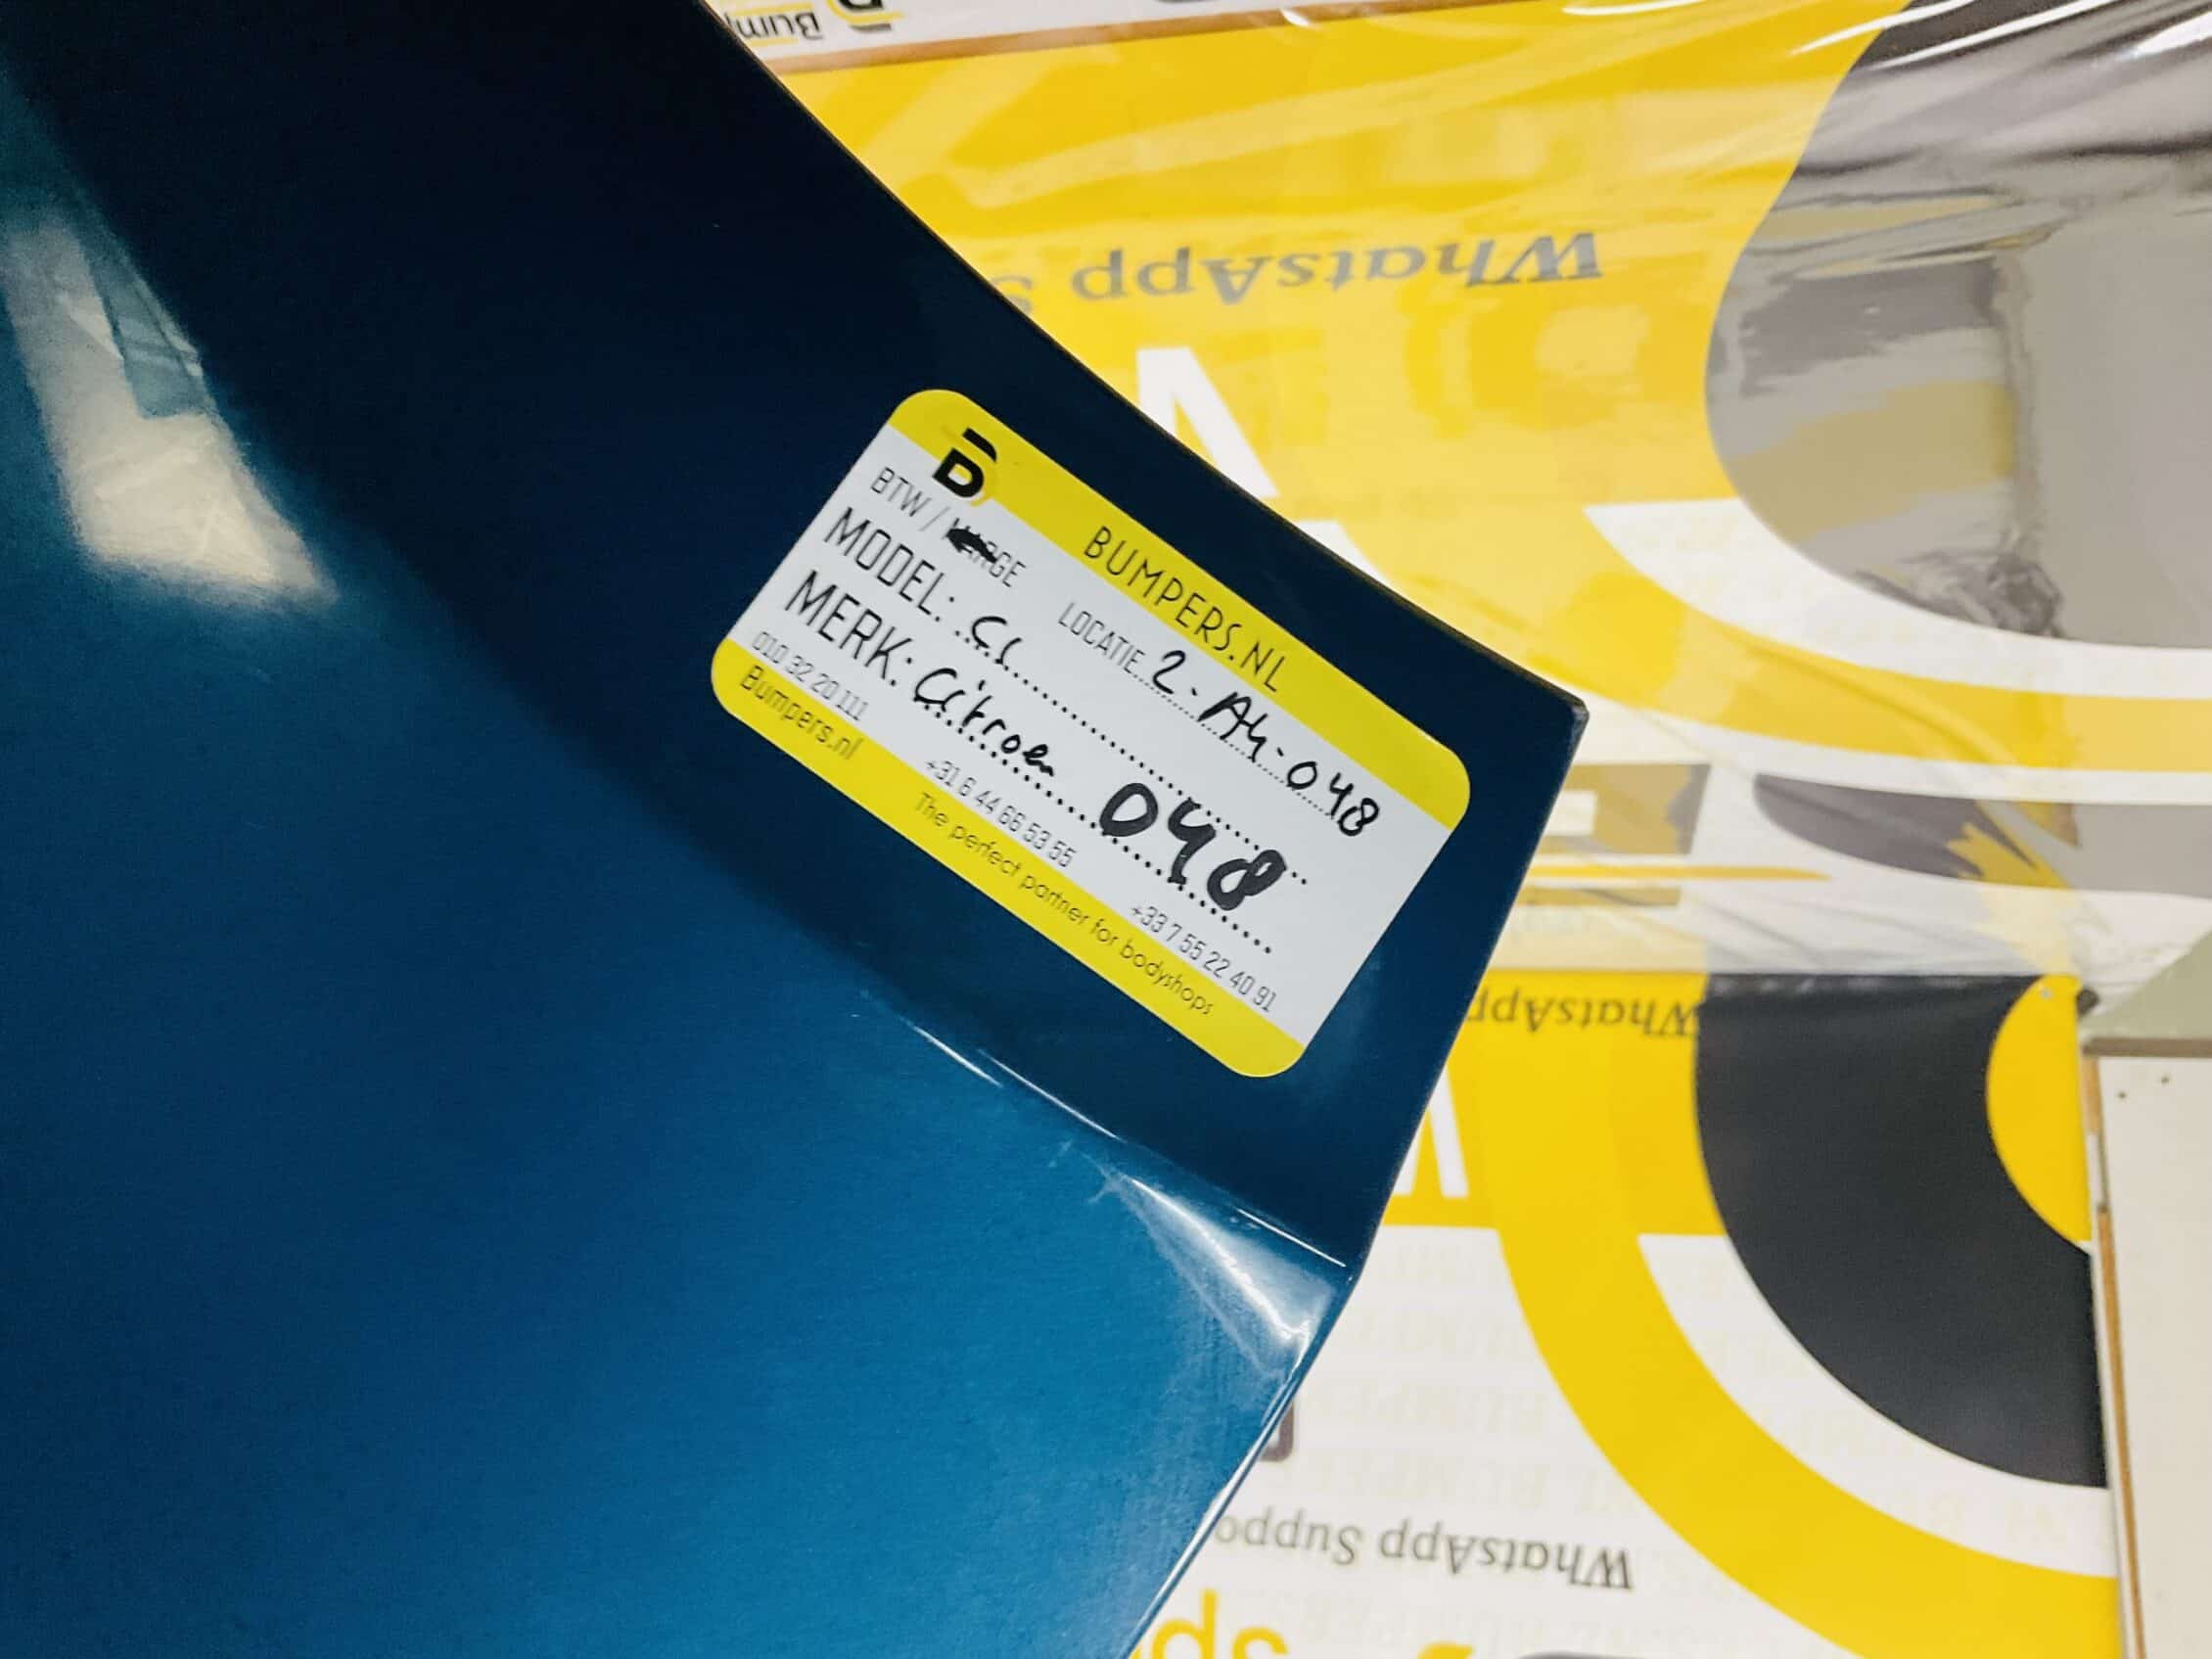 BUMPERS.NL
BTW / MARGE LOCATIE 2-A4-048
MODEL: C1
MERK: Citroen 048
010 32 20 111 +31 6 44 66 53 55 +33 7 55 22 40 91
Bumpers.nl The perfect partner for bodyshops
WhatsApp S
WhatsApp
WhatsApp Suppo